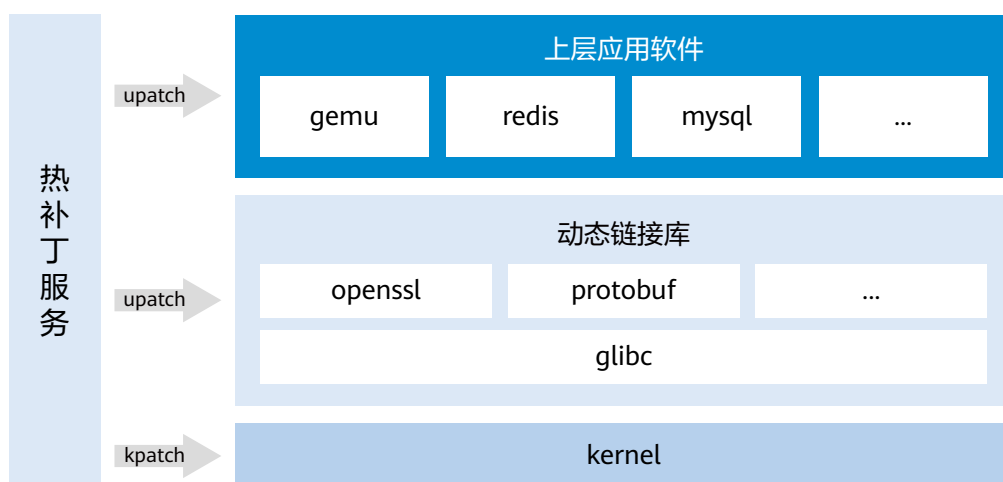 热补丁服务
upatch
上层应用软件
gemu
redis
mysql
...
upatch
动态链接库
openssl
protobuf
...
glibc
kpatch
kernel